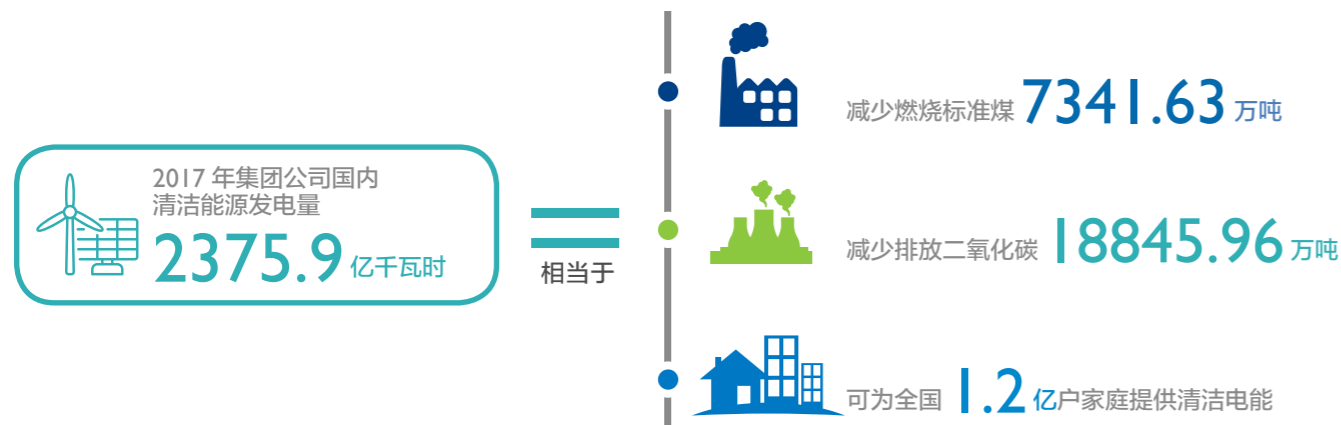 2017 年集团公司国内
清洁能源发电量
2375.9 亿千瓦时
相当于
减少燃烧标准煤 7341.63 万吨
减少排放二氧化碳 18845.96 万吨
可为全国 1.2 亿户家庭提供清洁电能